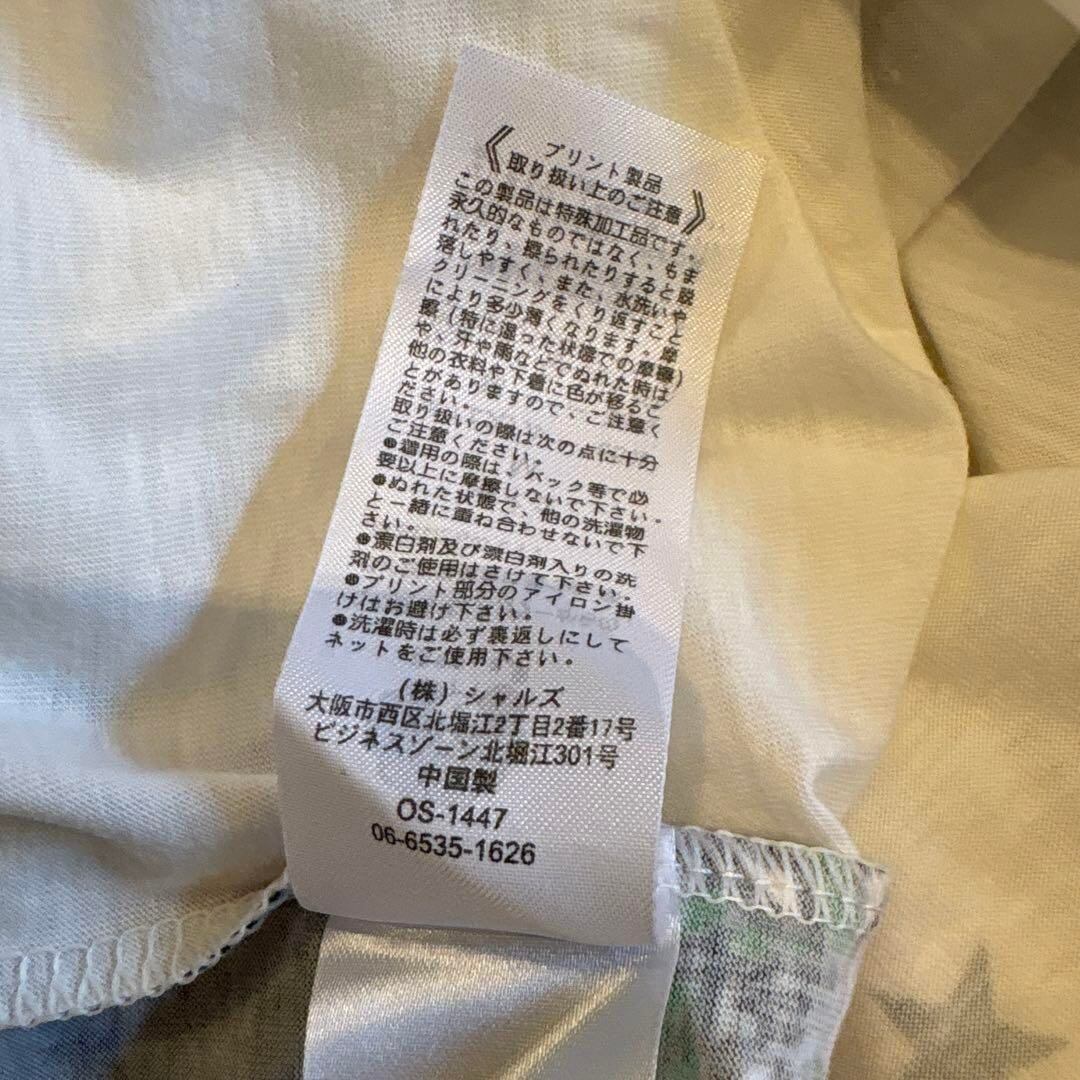 プリント製品
《取り扱い上のご注意》
この製品は特殊加工品です。
永久的なものではなく、もま
れたり、擦られたりすると脱
落しやすく、また、水洗いや
クリーニングをくり返すこと
により多少薄くなります。摩
擦(特に湿った状態での摩擦)
や、汗や雨などでぬれた時は
他の衣料や下着に色が移るこ
とがありますので、ご注意く
ださい。
取り扱いの際は次の点に十分
ご注意ください。
●着用の際は、バック等で必
要以上に摩擦しないで下さい。
●ぬれた状態で、他の洗濯物
と一緒に重ね合わせないで下
さい。
●漂白剤及び漂白剤入りの洗
剤のご使用はさけて下さい。
●プリント部分のアイロン掛
けはお避け下さい。
●洗濯時は必ず裏返しにして
ネットをご使用下さい。
(株)シャルズ
大阪市西区北堀江2丁目2番17号
ビジネスゾーン北堀江301号
中国製
OS-1447
06-6535-1626